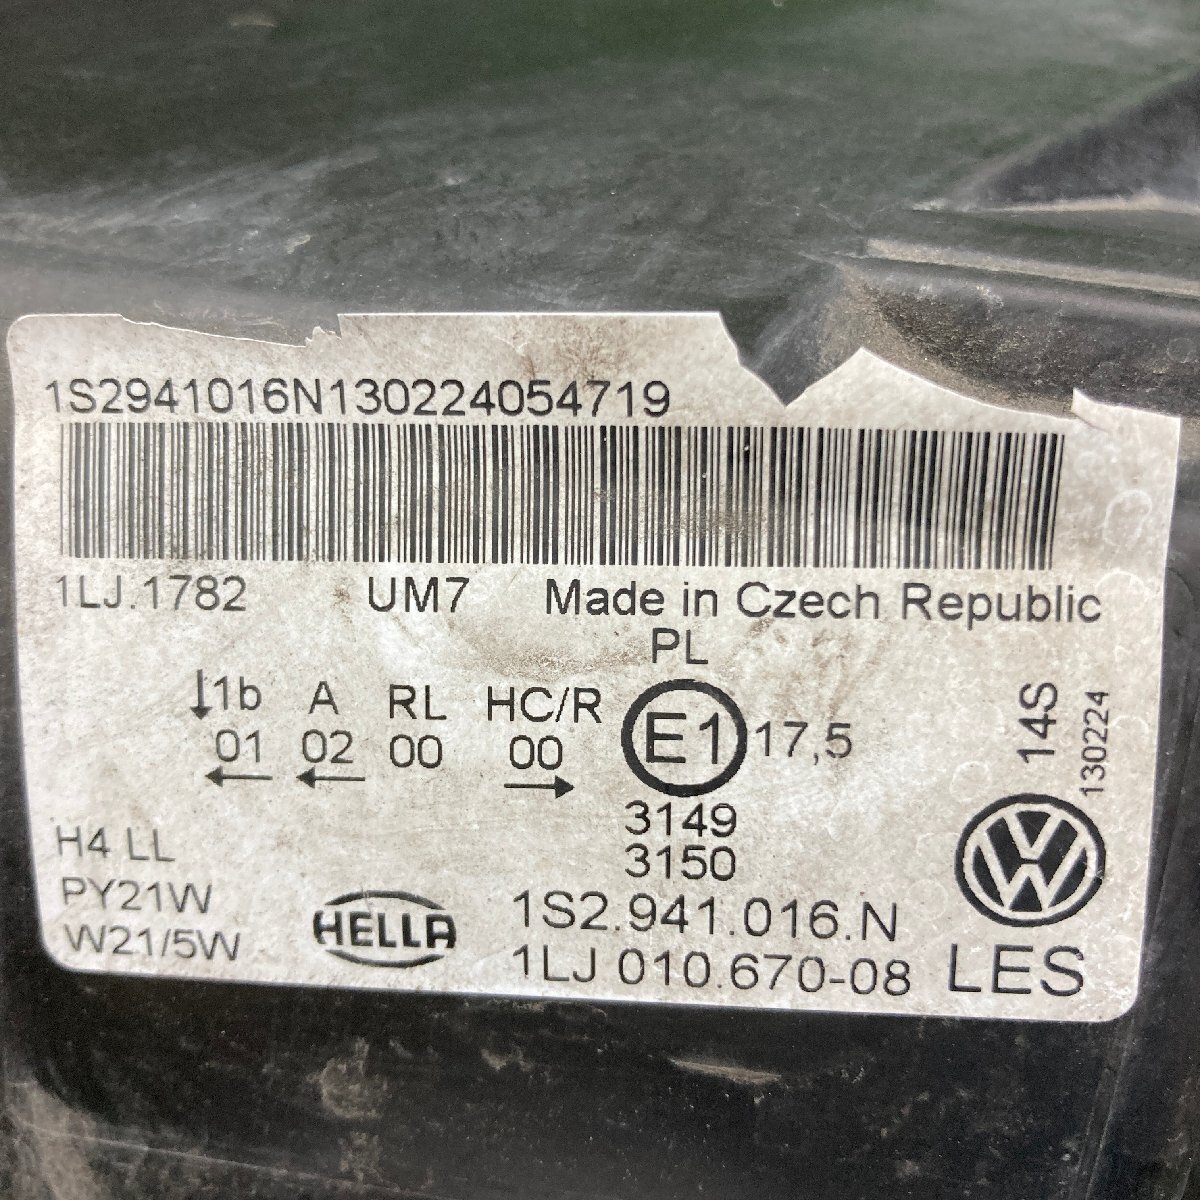 1S2941016N130224054719
1LJ.1782 UM7 Made in Czech Republic
PL
↓1b A RL HC/R
01 02 00 00
← ← →
E1 17,5
14S
130224
3149
3150
H4 LL
PY21W
W21/5W
HELLA
1S2.941.016.N
1LJ 010.670-08
VW
LES